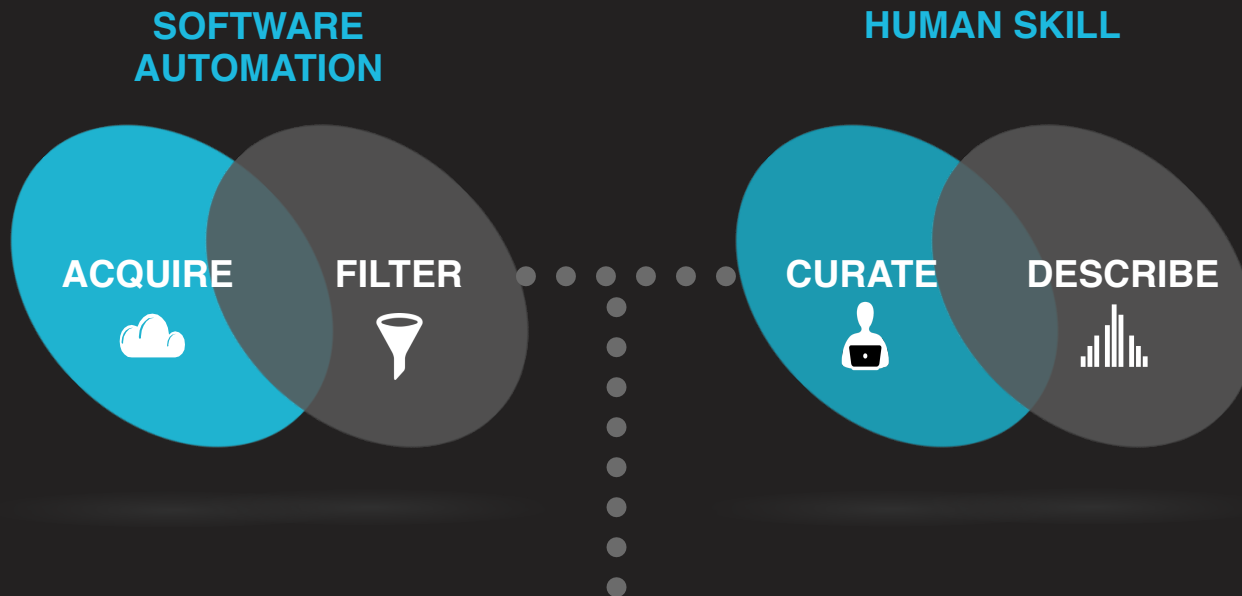 SOFTWARE
AUTOMATION
HUMAN SKILL
ACQUIRE
FILTER
CURATE
DESCRIBE